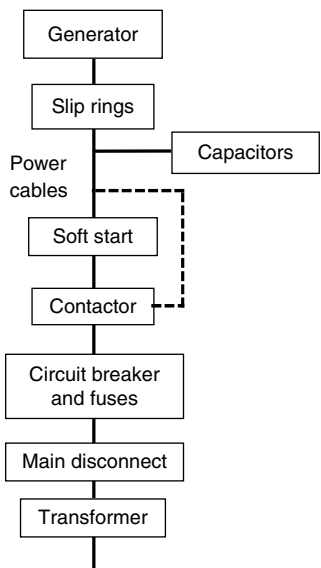 Generator
Slip rings
Capacitors
Power
cables
Soft start
Contactor
Circuit breaker
and fuses
Main disconnect
Transformer